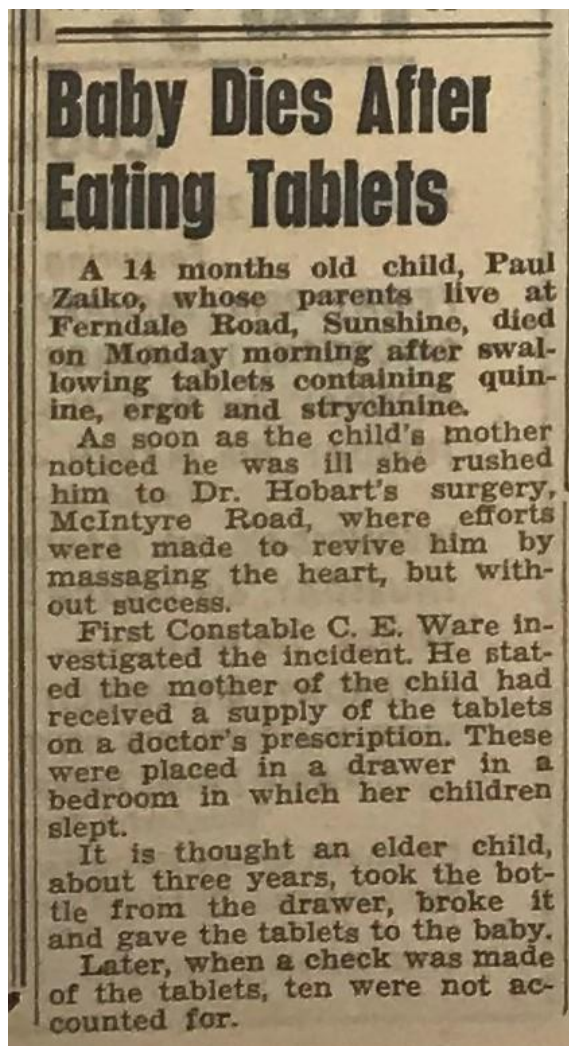 Baby Dies After
Eating Tablets
A 14 months old child, Paul
Zaiko, whose parents live at
Ferndale Road, Sunshine, died
on Monday morning after swal-
lowing tablets containing quin-
ine, ergot and strychnine.
As soon as the child's mother
noticed he was ill she rushed
him to Dr. Hobart's surgery,
McIntyre Road, where efforts
were made to revive him by
massaging the heart, but with-
out success.
First Constable C. E. Ware in-
vestigated the incident. He stat-
ed the mother of the child had
received a supply of the tablets
on a doctor's prescription. These
were placed in a drawer in a
bedroom in which her children
slept.
It is thought an elder child,
about three years, took the bot-
tle from the drawer, broke it
and gave the tablets to the baby.
Later, when a check was made
of the tablets, ten were not ac-
counted for.